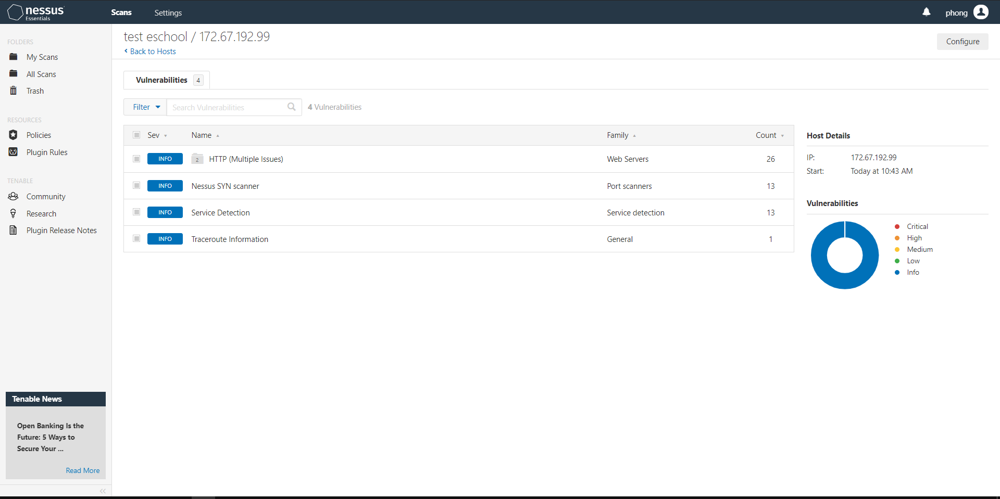 nessus
Essentials
Scans
Settings
phong
FOLDERS
My Scans
All Scans
Trash
RESOURCES
Policies
Plugin Rules
TENABLE
Community
Research
Plugin Release Notes
Tenable News
Open Banking Is the
Future: 5 Ways to
Secure Your ...
Read More
test eschool / 172.67.192.99
Back to Hosts
Configure
Vulnerabilities 4
Filter
Search Vulnerabilities
4 Vulnerabilities
Sev Name Family Count
INFO 2 HTTP (Multiple Issues) Web Servers 26
INFO Nessus SYN scanner Port scanners 13
INFO Service Detection Service detection 13
INFO Traceroute Information General 1
Host Details
IP: 172.67.192.99
Start: Today at 10:43 AM
Vulnerabilities
Critical
High
Medium
Low
Info